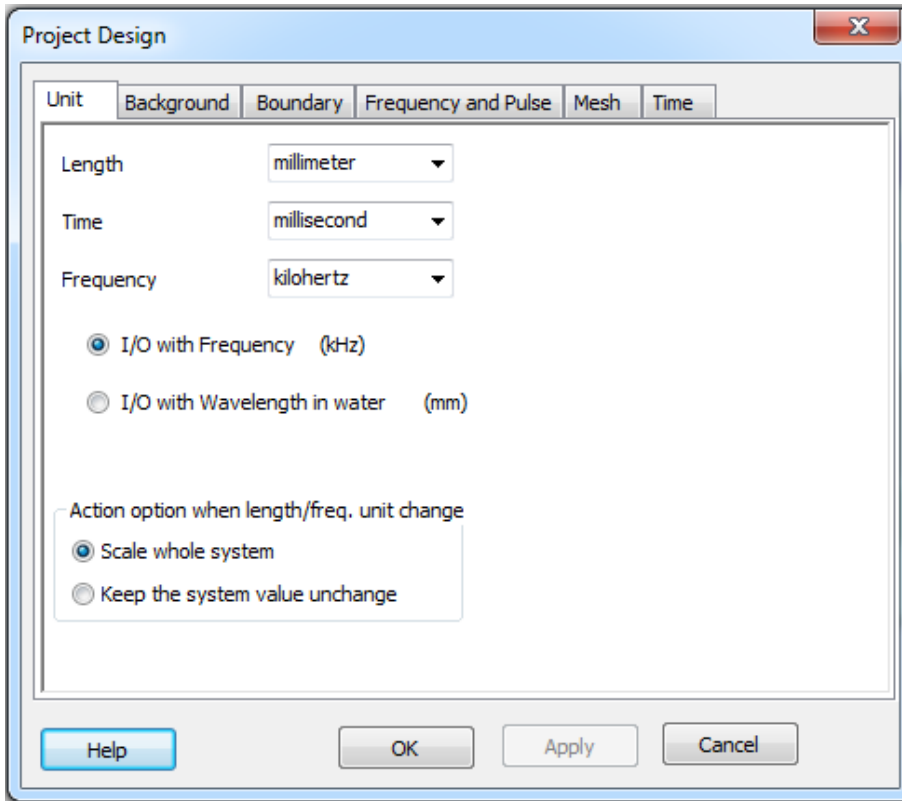 Project Design
Unit Background Boundary Frequency and Pulse Mesh Time
Length millimeter
Time millisecond
Frequency kilohertz
I/O with Frequency (kHz)
I/O with Wavelength in water (mm)
Action option when length/freq. unit change
Scale whole system
Keep the system value unchange
Help OK Apply Cancel